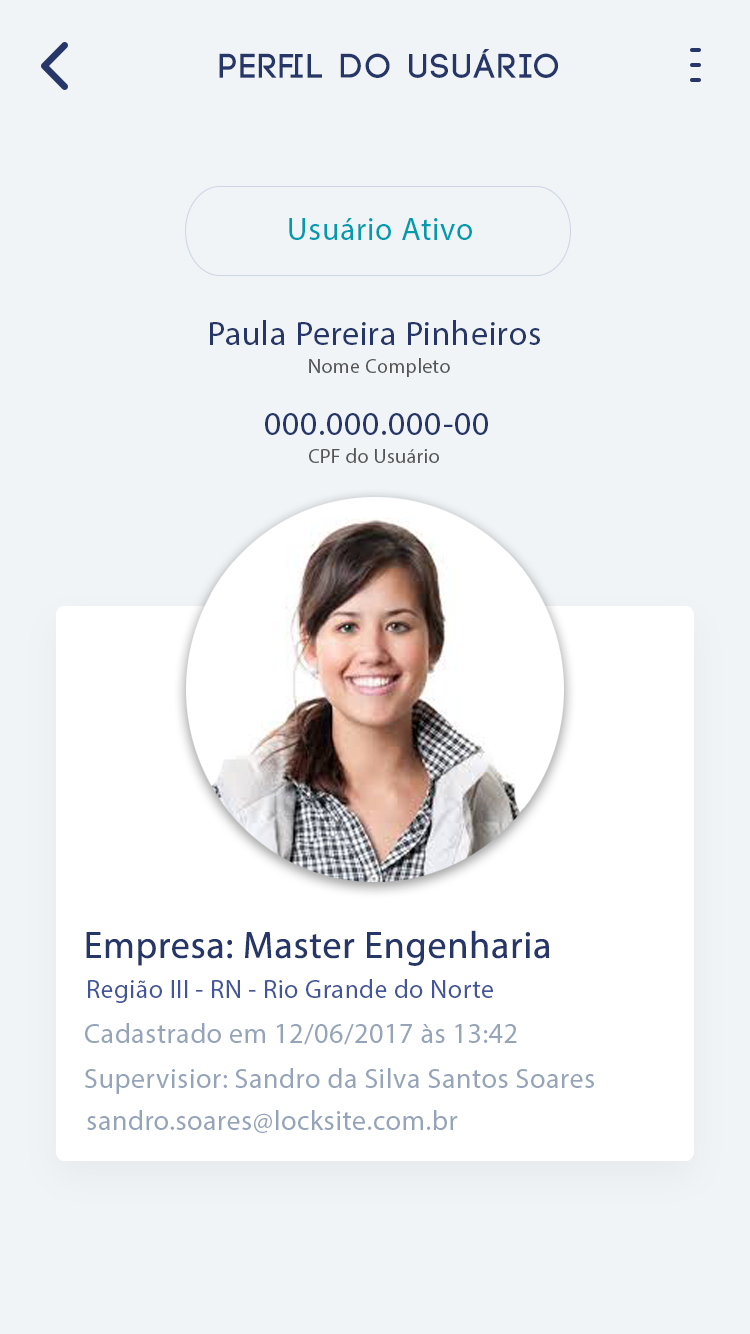 PERFIL DO USUÁRIO
Usuário Ativo
Paula Pereira Pinheiros
Nome Completo
000.000.000-00
CPF do Usuário
Empresa: Master Engenharia
Região III - RN - Rio Grande do Norte
Cadastrado em 12/06/2017 às 13:42
Supervisior: Sandro da Silva Santos Soares
sandro.soares@locksite.com.br